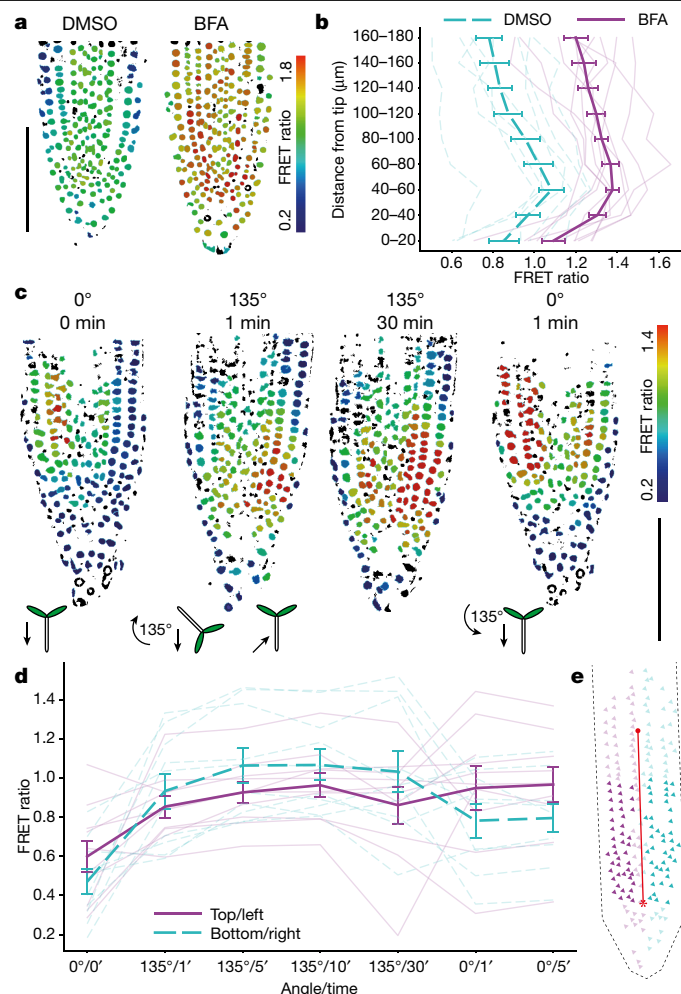 a
DMSO
BFA
1.8
FRET ratio
0.2
b
DMSO
BFA
Distance from tip (μm)
160–180
140–160
120–140
100–120
80–100
60–80
40–60
20–40
0–20
0.6 0.8 1.0 1.2 1.4 1.6
FRET ratio
c
0°
0 min
135°
1 min
135°
30 min
0°
1 min
1.4
FRET ratio
0.2
135°
135°
d
FRET ratio
1.4
1.2
1.0
0.8
0.6
0.4
0.2
Top/left
Bottom/right
0°/0′ 135°/1′ 135°/5′ 135°/10′ 135°/30′ 0°/1′ 0°/5′
Angle/time
e
*